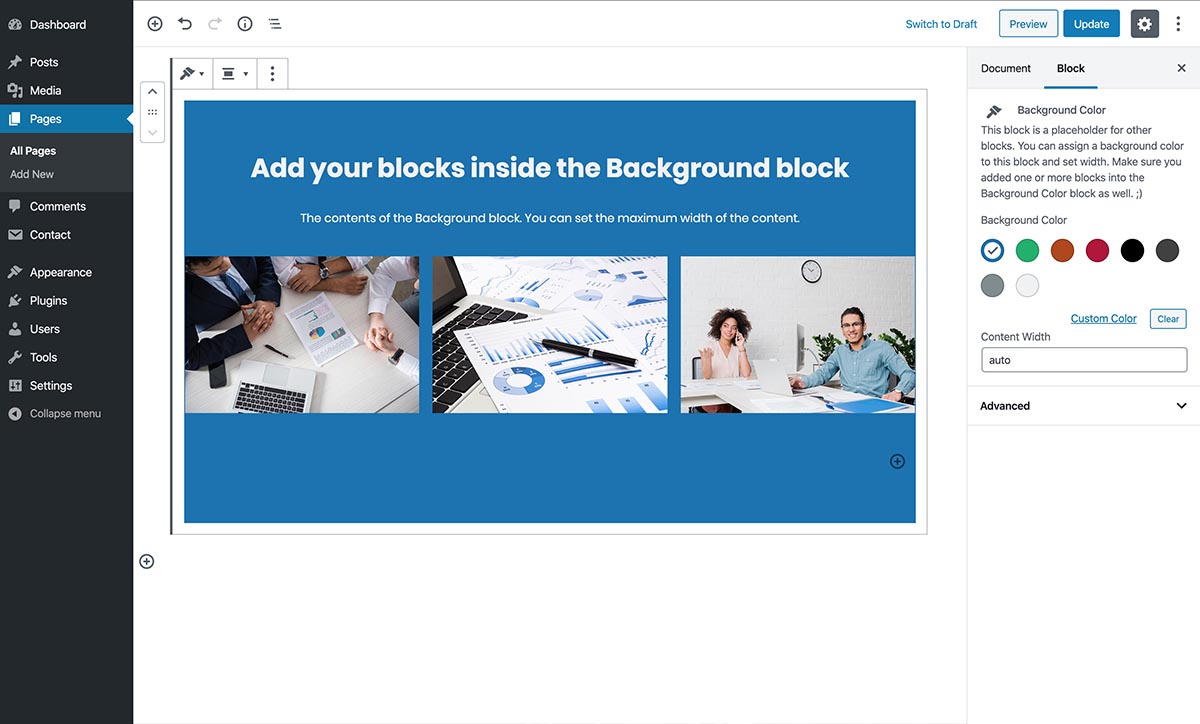 Dashboard
Posts
Media
Pages
All Pages
Add New
Comments
Contact
Appearance
Plugins
Users
Tools
Settings
Collapse menu
Switch to Draft
Preview
Update
Add your blocks inside the Background block
The contents of the Background block. You can set the maximum width of the content.
Document
Block
Background Color
This block is a placeholder for other
blocks. You can assign a background color
to this block and set width. Make sure you
added one or more blocks into the
Background Color block as well. ;)
Background Color
Custom Color
Clear
Content Width
auto
Advanced